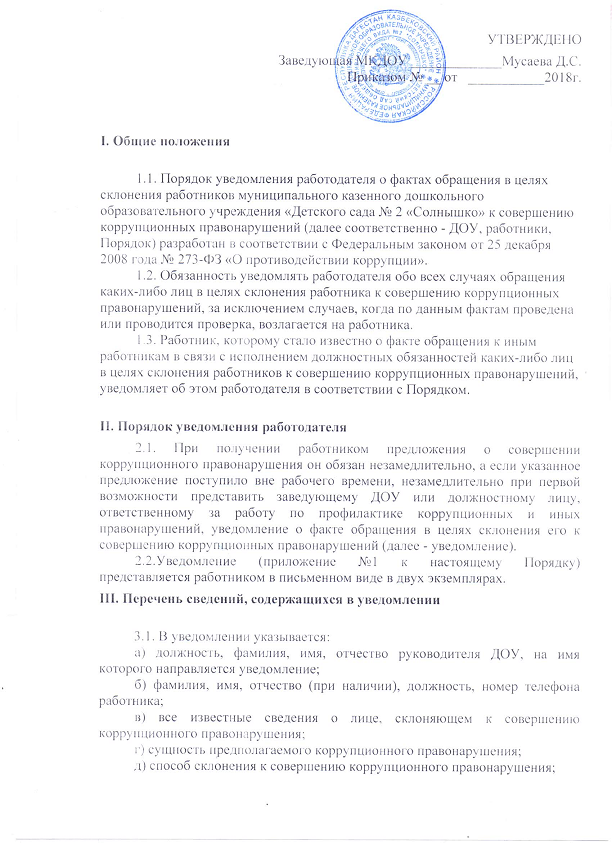 УТВЕРЖДЕНО
Заведующая МКДОУ ______________Мусаева Д.С.
Приказом № от ___________2018г.
I. Общие положения
1.1. Порядок уведомления работодателя о фактах обращения в целях
склонения работников муниципального казенного дошкольного
образовательного учреждения «Детского сада № 2 «Солнышко» к совершению
коррупционных правонарушений (далее соответственно - ДОУ, работники,
Порядок) разработан в соответствии с Федеральным законом от 25 декабря
2008 года № 273-ФЗ «О противодействии коррупции».
1.2. Обязанность уведомлять работодателя обо всех случаях обращения
каких-либо лиц в целях склонения работника к совершению коррупционных
правонарушений, за исключением случаев, когда по данным фактам проведена
или проводится проверка, возлагается на работника.
1.3. Работник, которому стало известно о факте обращения к иным
работникам в связи с исполнением должностных обязанностей каких-либо лиц
в целях склонения работников к совершению коррупционных правонарушений,
уведомляет об этом работодателя в соответствии с Порядком.
II. Порядок уведомления работодателя
2.1. При получении работником предложения о совершении
коррупционного правонарушения он обязан незамедлительно, а если указанное
предложение поступило вне рабочего времени, незамедлительно при первой
возможности представить заведующему ДОУ или должностному лицу,
ответственному за работу по профилактике коррупционных и иных
правонарушений, уведомление о факте обращения в целях склонения его к
совершению коррупционных правонарушений (далее - уведомление).
2.2.Уведомление (приложение №1 к настоящему Порядку)
представляется работником в письменном виде в двух экземплярах.
III. Перечень сведений, содержащихся в уведомлении
3.1. В уведомлении указывается:
а) должность, фамилия, имя, отчество руководителя ДОУ, на имя
которого направляется уведомление;
б) фамилия, имя, отчество (при наличии), должность, номер телефона
работника;
в) все известные сведения о лице, склоняющем к совершению
коррупционного правонарушения;
г) сущность предполагаемого коррупционного правонарушения;
д) способ склонения к совершению коррупционного правонарушения;